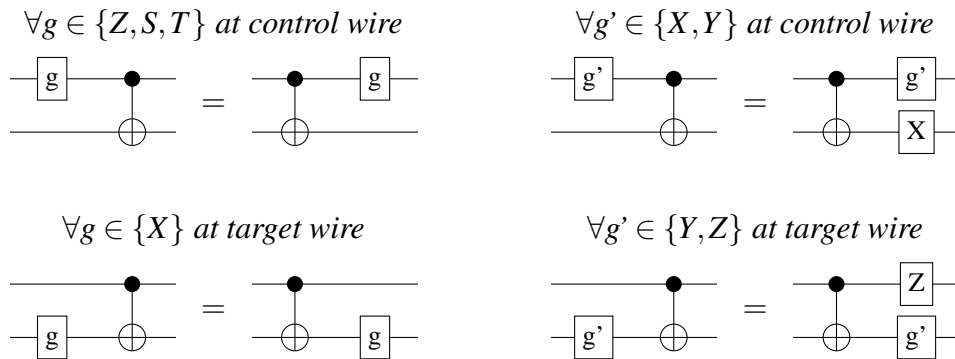 ∀g ∈ {Z, S, T} at control wire
∀g' ∈ {X, Y} at control wire
g = g
g' = g'
X
∀g ∈ {X} at target wire
∀g' ∈ {Y, Z} at target wire
= = Z
g g
g' g'